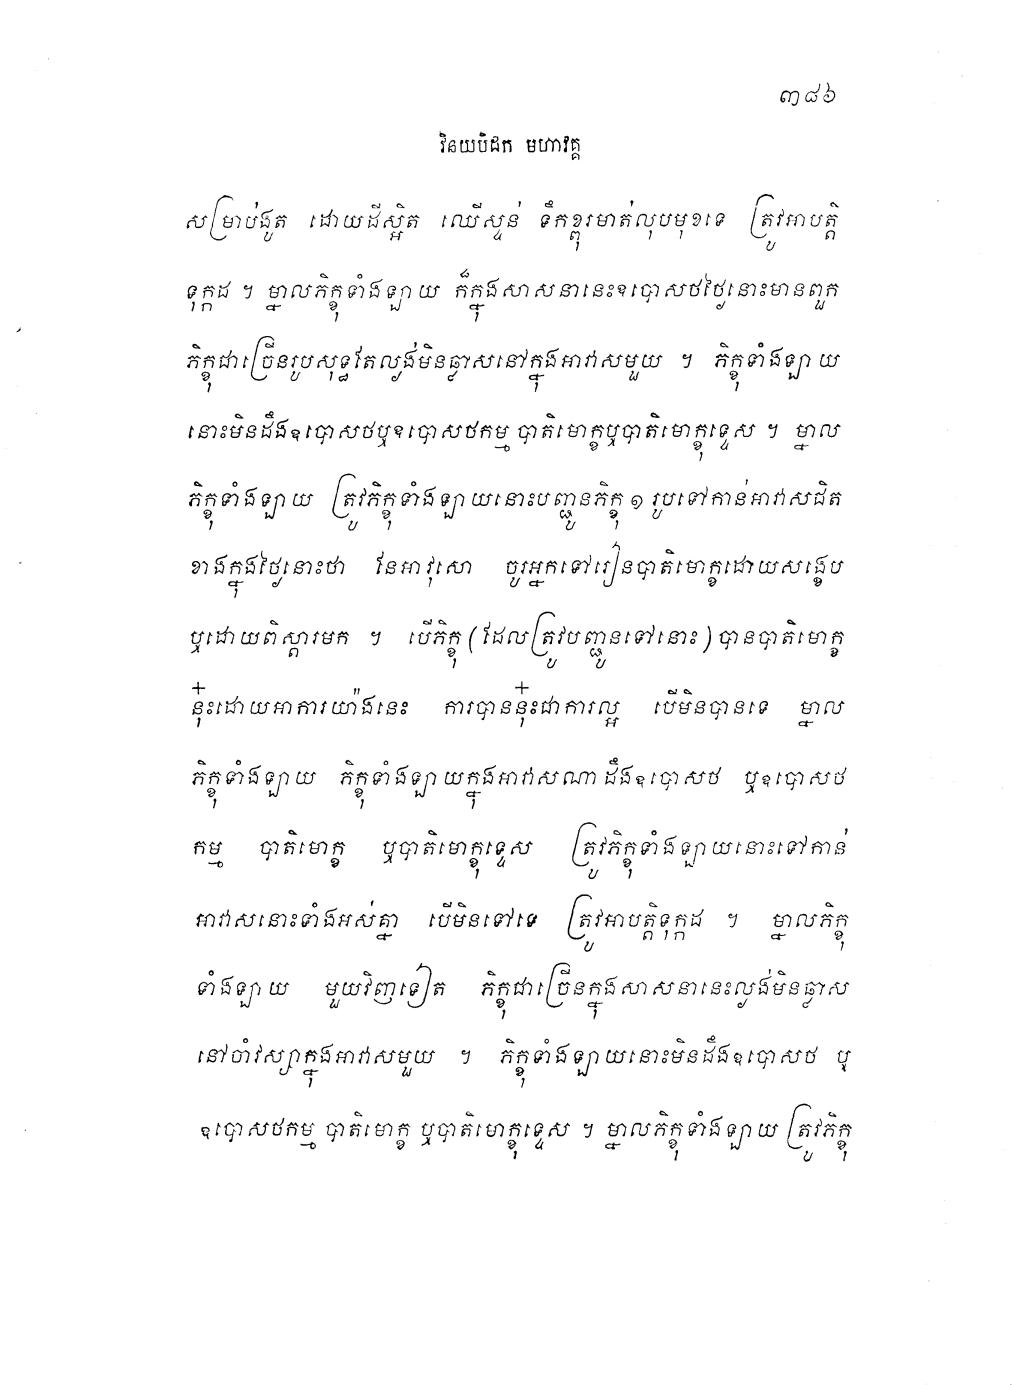 ៣៨៦
វិនយបិដក មហាវគ្គ
សម្រាប់ងូត ដោយដីស្អិត ឈើស្ទន់ ទឹកខ្ពុរមាត់លុបមុខទេ ត្រូវអាបត្តិ
ទុក្កដ ។ ម្នាលភិក្ខុទាំងឡាយ ក៏ក្នុងសាសនានេះឧបោសថថ្ងៃនោះមានពួក
ភិក្ខុជាច្រើនរូបសុទ្ធតែល្ងង់មិនឆ្លាសនៅក្នុងអាវាសមួយ ។ ភិក្ខុទាំងឡាយ
នោះមិនដឹងឧបោសថឬឧបោសថកម្ម បាតិមោក្ខឬបាតិមោក្ខុទ្ទេស ។ ម្នាល
ភិក្ខុទាំងឡាយ ត្រូវភិក្ខុទាំងឡាយនោះបញ្ជូនភិក្ខុ ១ រូបទៅកាន់អាវាសជិត
ខាងក្នុងថ្ងៃនោះថា នែអាវុសោ ចូរអ្នកទៅរៀនបាតិមោក្ខដោយសង្ខេប
ឬដោយពិស្តារមក ។ បើភិក្ខុ (ដែលត្រូវបញ្ជូនទៅនោះ) បានបាតិមោក្ខ
នុ៎ះដោយអាការយ៉ាងនេះ ការបាននុ៎ះជាការល្អ បើមិនបានទេ ម្នាល
ភិក្ខុទាំងឡាយ ភិក្ខុទាំងឡាយក្នុងអាវាសណាដឹងឧបោសថ ឬឧបោសថ
កម្ម បាតិមោក្ខ ឬបាតិមោក្ខុទ្ទេស ត្រូវភិក្ខុទាំងឡាយនោះទៅកាន់
អាវាសនោះទាំងអស់គ្នា បើមិនទៅទេ ត្រូវអាបត្តិទុក្កដ ។ ម្នាលភិក្ខុ
ទាំងឡាយ មួយវិញទៀត ភិក្ខុជាច្រើនក្នុងសាសនានេះល្ងង់មិនឆ្លាស
នៅចាំវស្សាក្នុងអាវាសមួយ ។ ភិក្ខុទាំងឡាយនោះមិនដឹងឧបោសថ ឬ
ឧបោសថកម្ម បាតិមោក្ខ ឬបាតិមោក្ខុទ្ទេស ។ ម្នាលភិក្ខុទាំងឡាយ ត្រូវភិក្ខុ